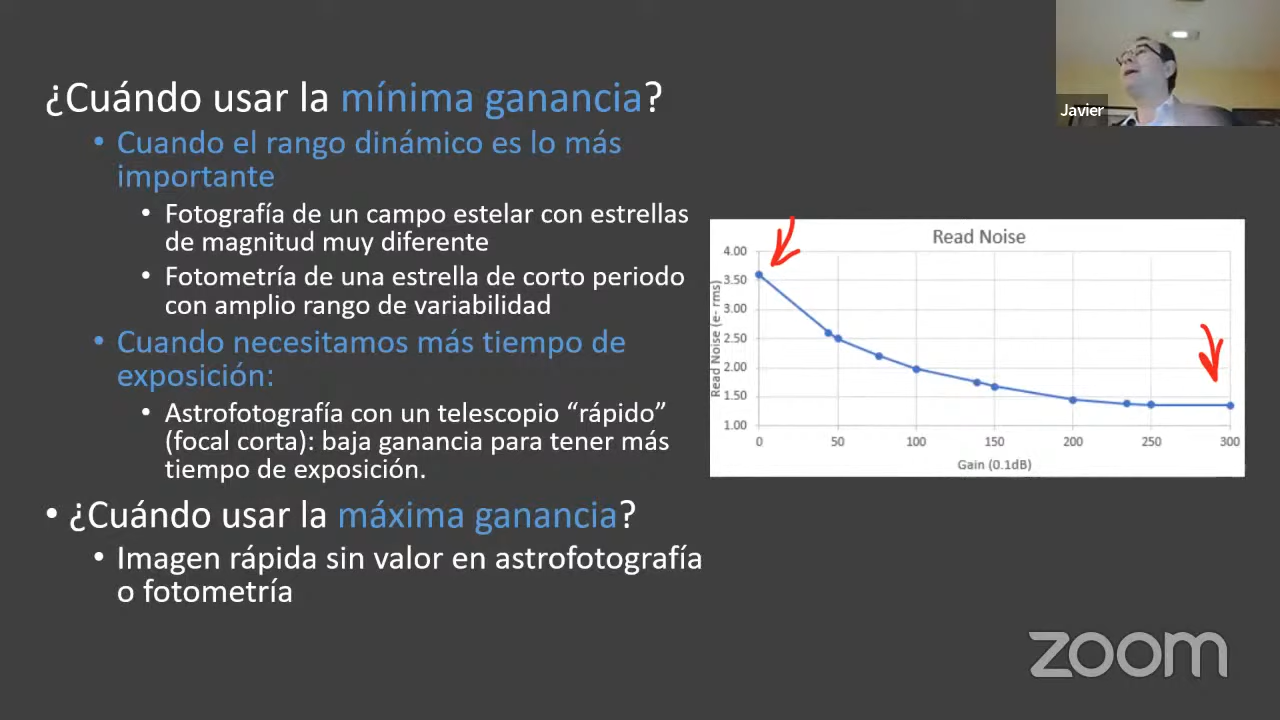 Javier
¿Cuándo usar la mínima ganancia?
• Cuando el rango dinámico es lo más
importante
• Fotografía de un campo estelar con estrellas
de magnitud muy diferente
• Fotometría de una estrella de corto periodo
con amplio rango de variabilidad
• Cuando necesitamos más tiempo de
exposición:
• Astrofotografía con un telescopio “rápido”
(focal corta): baja ganancia para tener más
tiempo de exposición.
• ¿Cuándo usar la máxima ganancia?
• Imagen rápida sin valor en astrofotografía
o fotometría
Read Noise
Read Noise (e- rms)
4.00
3.50
3.00
2.50
2.00
1.50
1.00
0 50 100 150 200 250 300
Gain (0.1dB)
zoom